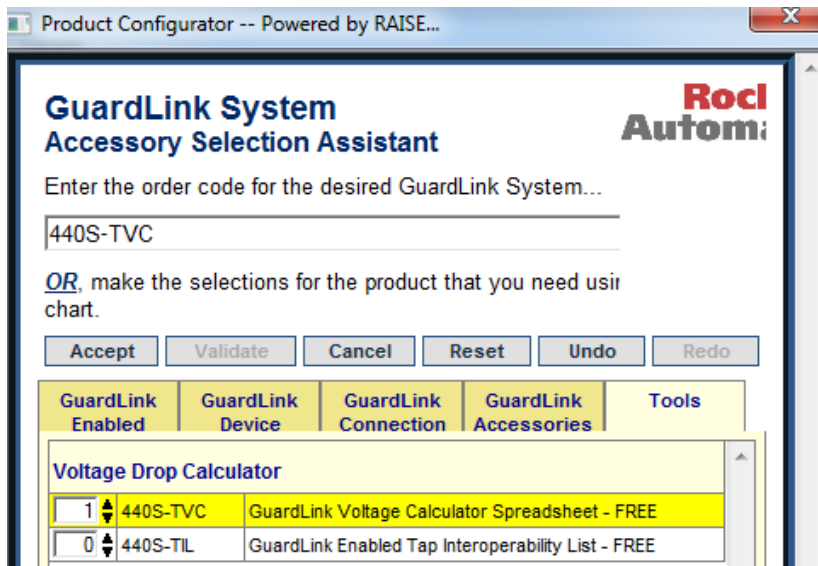 Product Configurator -- Powered by RAISE...
X
GuardLink System
Accessory Selection Assistant
Rocl
Autom
Enter the order code for the desired GuardLink System...
440S-TVC
OR, make the selections for the product that you need usin
chart.
Accept Validate Cancel Reset Undo Redo
GuardLink Enabled
GuardLink Device
GuardLink Connection
GuardLink Accessories
Tools
Voltage Drop Calculator
1 440S-TVC GuardLink Voltage Calculator Spreadsheet - FREE
0 440S-TIL GuardLink Enabled Tap Interoperability List - FREE